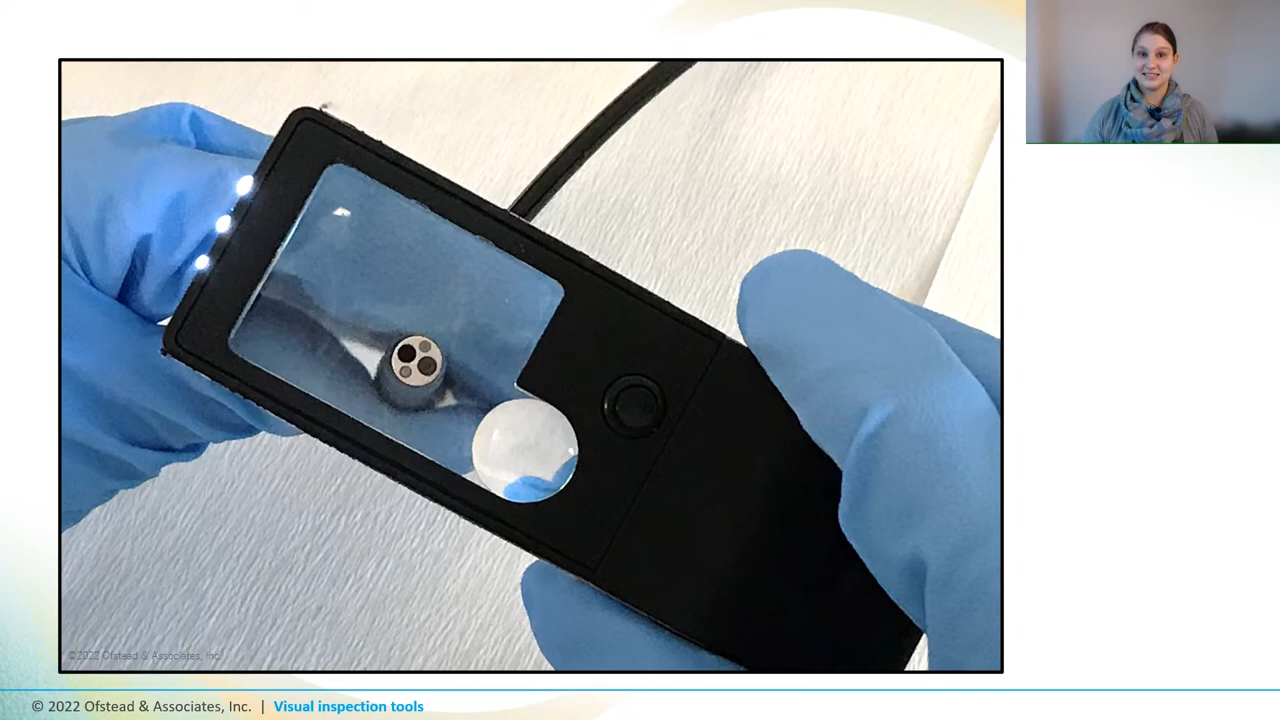 ©2022 Ofstead & Associates, Inc.
© 2022 Ofstead & Associates, Inc. | Visual inspection tools